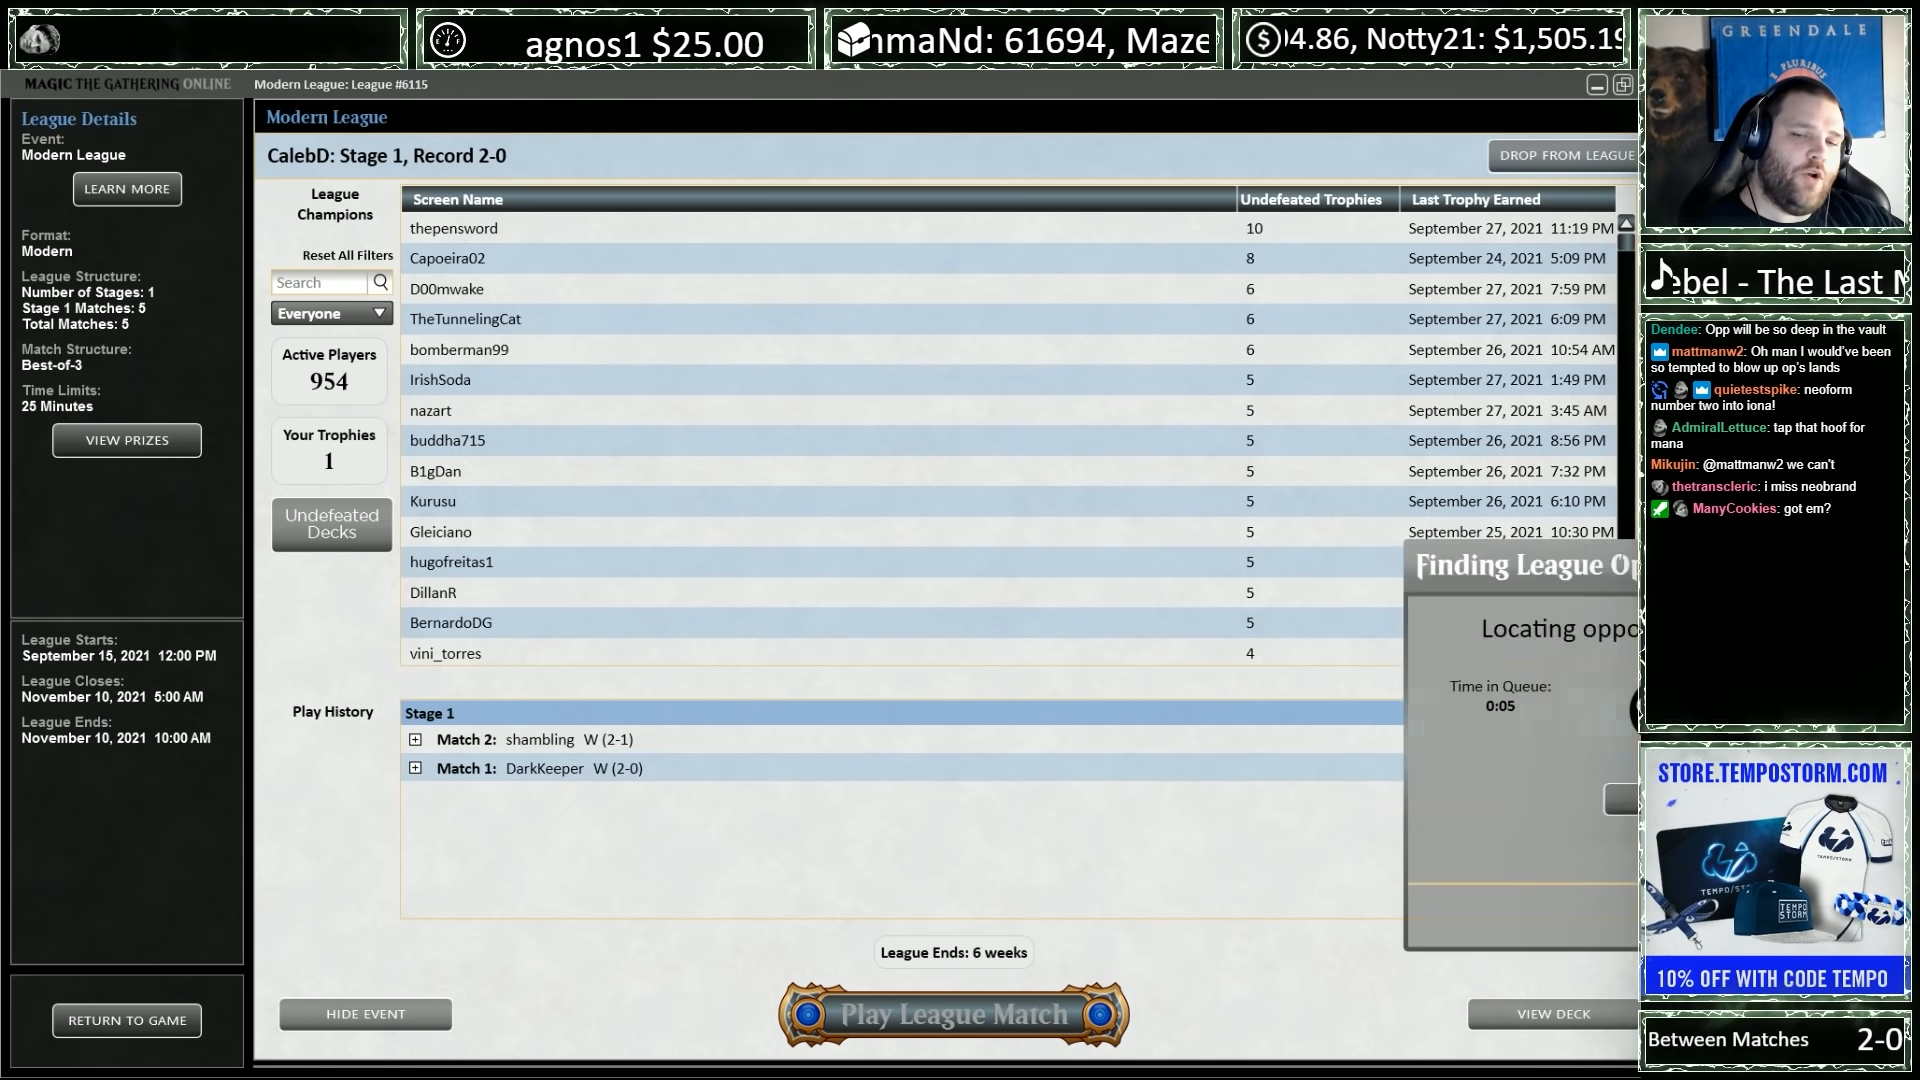 agnos1 $25.00
nmaNd: 61694, Maze
$
04.86, Notty21: $1,505.19
MAGIC THE GATHERING ONLINE
Modern League: League #6115
League Details
Event:
Modern League
LEARN MORE
Format:
Modern
League Structure:
Number of Stages: 1
Stage 1 Matches: 5
Total Matches: 5
Match Structure:
Best-of-3
Time Limits:
25 Minutes
VIEW PRIZES
League Starts:
September 15, 2021 12:00 PM
League Closes:
November 10, 2021 5:00 AM
League Ends:
November 10, 2021 10:00 AM
RETURN TO GAME
Modern League
CalebD: Stage 1, Record 2-0
DROP FROM LEAGUE
League
Champions
Reset All Filters
Search
Everyone
Active Players
954
Your Trophies
1
Undefeated
Decks
Screen Name Undefeated Trophies Last Trophy Earned
thepensword 10 September 27, 2021 11:19 PM
Capoeira02 8 September 24, 2021 5:09 PM
D00mwake 6 September 27, 2021 7:59 PM
TheTunnelingCat 6 September 27, 2021 6:09 PM
bomberman99 6 September 26, 2021 10:54 AM
IrishSoda 5 September 27, 2021 1:49 PM
nazart 5 September 27, 2021 3:45 AM
buddha715 5 September 26, 2021 8:56 PM
B1gDan 5 September 26, 2021 7:32 PM
Kurusu 5 September 26, 2021 6:10 PM
Gleiciano 5 September 25, 2021 10:30 PM
hugofreitas1 5
DillanR 5
BernardoDG 5
vini_torres 4
Finding League Op
Locating oppo
Time in Queue:
0:05
Play History
Stage 1
Match 2: shambling W (2-1)
Match 1: DarkKeeper W (2-0)
League Ends: 6 weeks
HIDE EVENT
Play League Match
VIEW DECK
GREENDALE
E PLURIBUS
ebel - The Last M
Dendee: Opp will be so deep in the vault
mattmanw2: Oh man I would've been
so tempted to blow up op's lands
quietestspike: neoform
number two into iona!
AdmiralLettuce: tap that hoof for
mana
Mikujin: @mattmanw2 we can't
thetranscleric: i miss neobrand
ManyCookies: got em?
STORE.TEMPOSTORM.COM
TEMPO/ST
TEMPO/STORM
TEMPO
STORM
10% OFF WITH CODE TEMPO
Between Matches 2-0